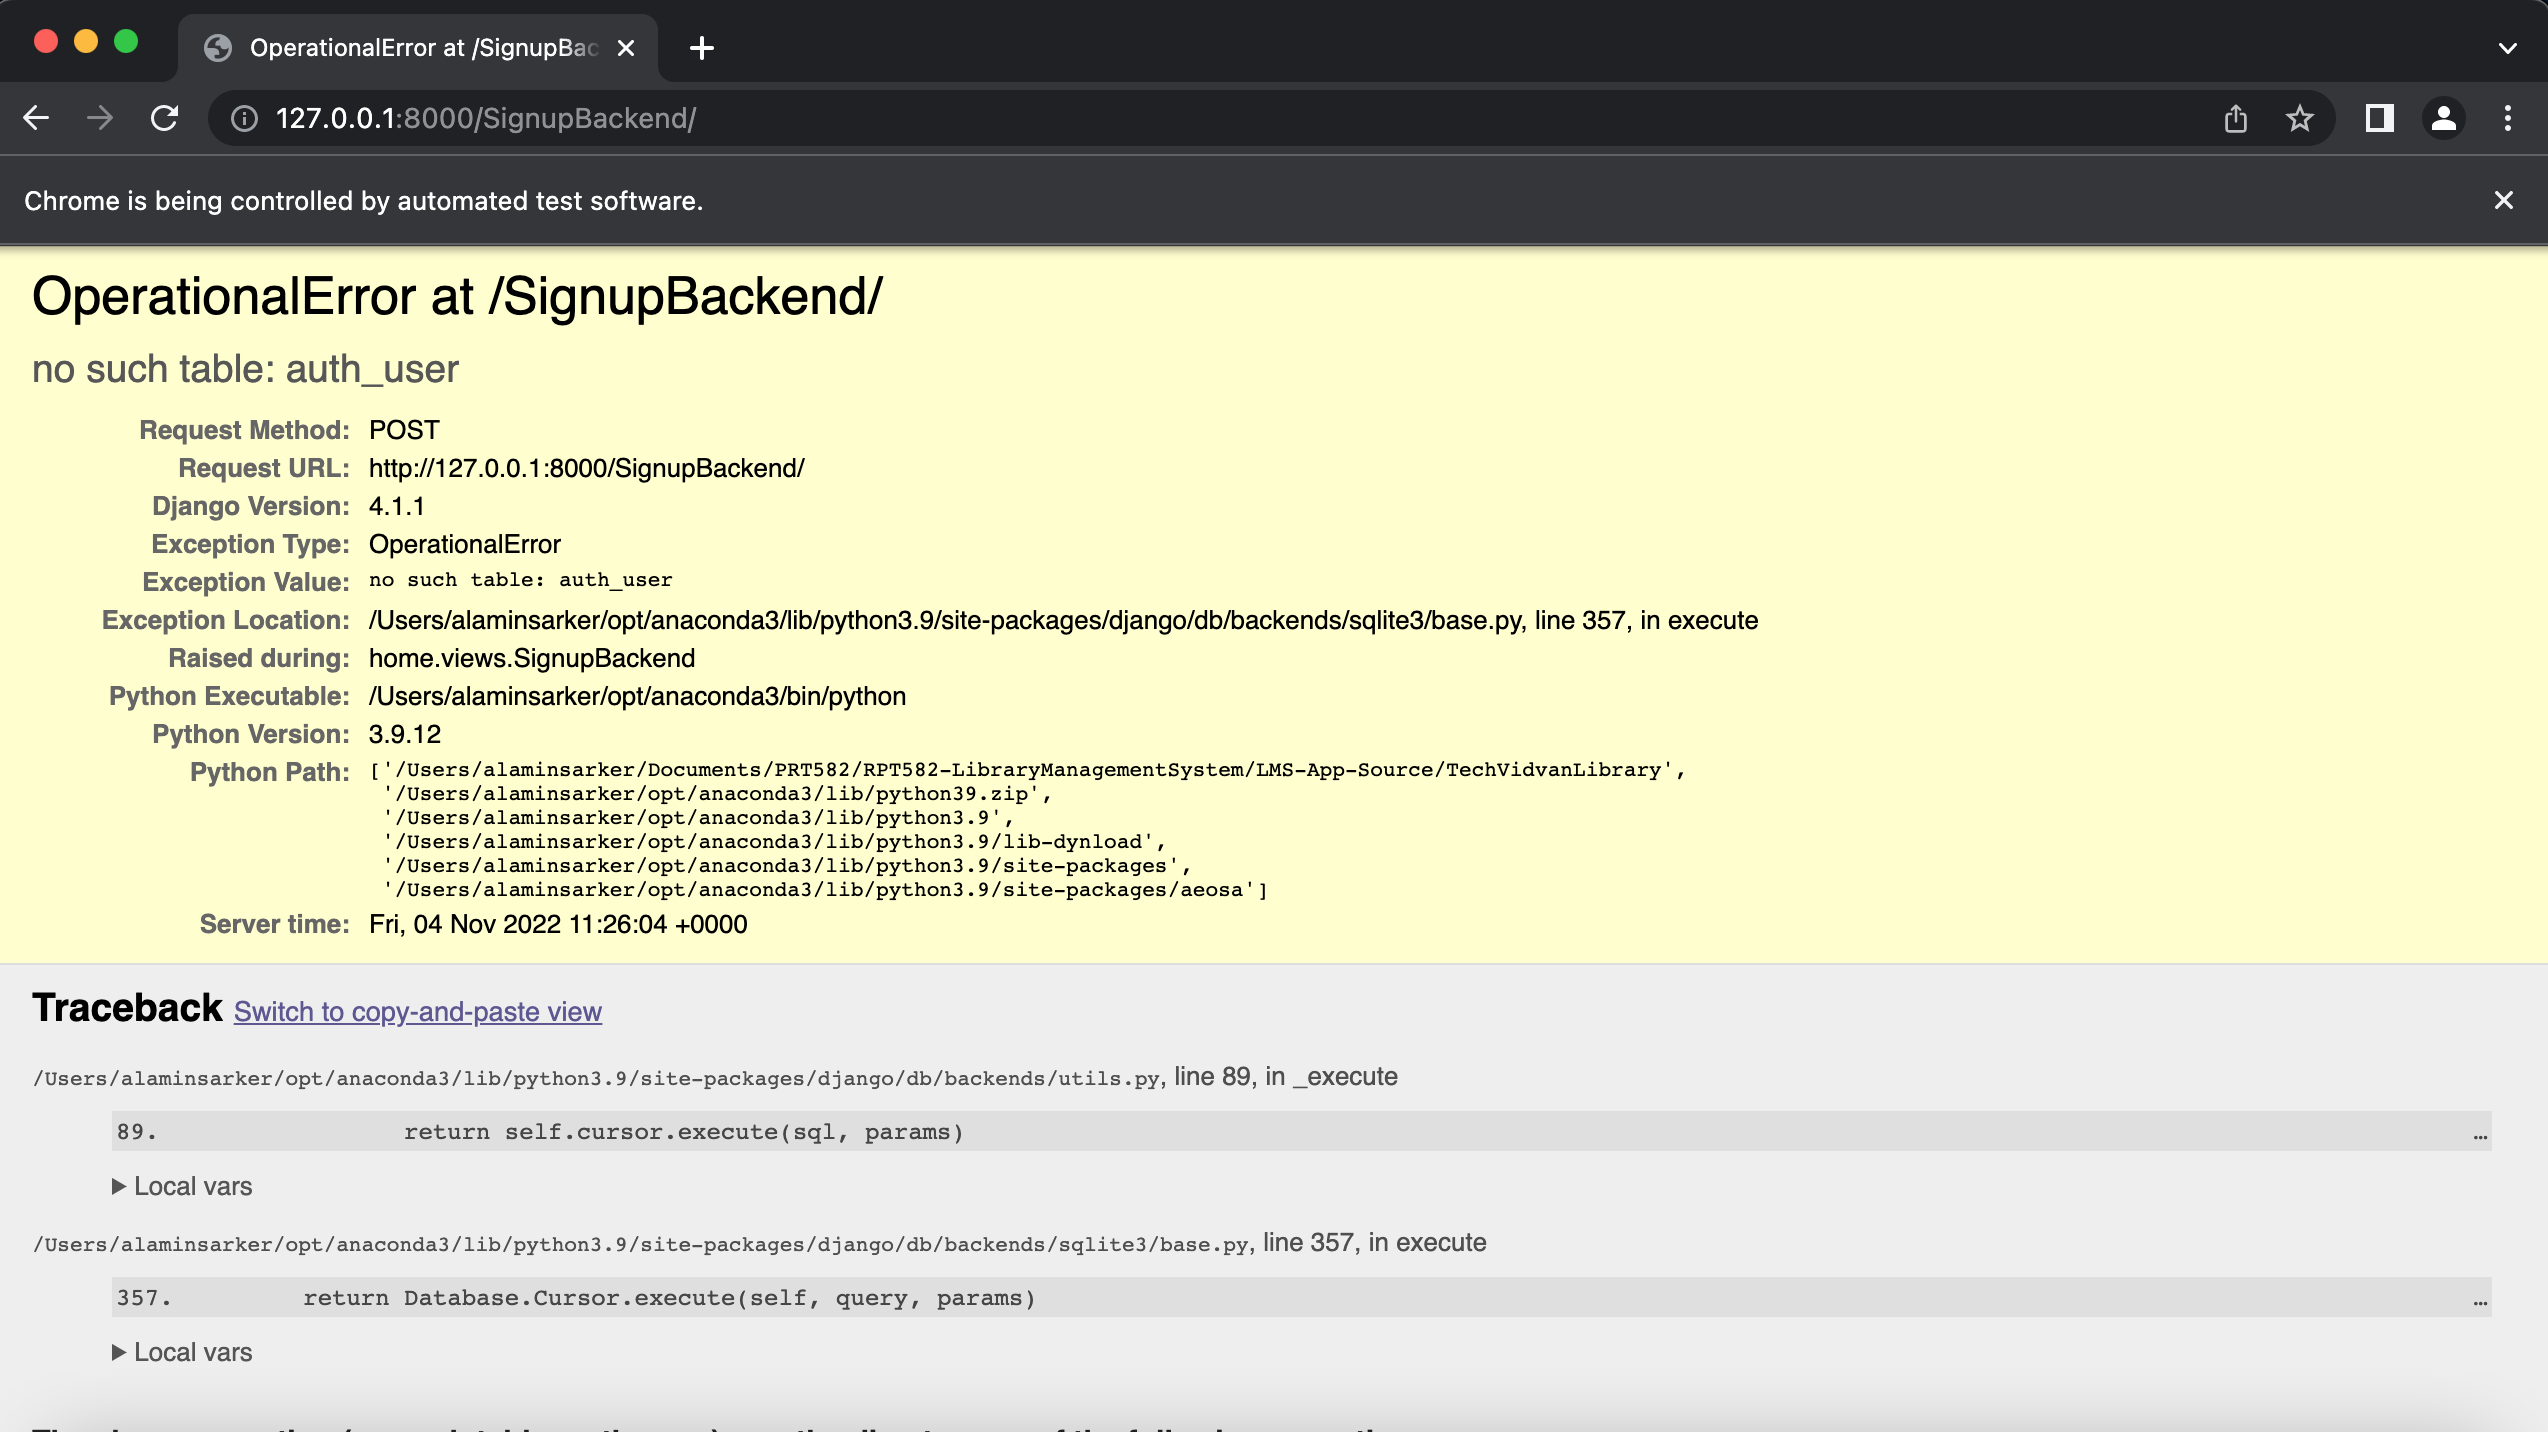 OperationalError at /SignupBac
127.0.0.1:8000/SignupBackend/
Chrome is being controlled by automated test software.
OperationalError at /SignupBackend/
no such table: auth_user
Request Method: POST
Request URL: http://127.0.0.1:8000/SignupBackend/
Django Version: 4.1.1
Exception Type: OperationalError
Exception Value: no such table: auth_user
Exception Location: /Users/alaminsarker/opt/anaconda3/lib/python3.9/site-packages/django/db/backends/sqlite3/base.py, line 357, in execute
Raised during: home.views.SignupBackend
Python Executable: /Users/alaminsarker/opt/anaconda3/bin/python
Python Version: 3.9.12
Python Path: ['/Users/alaminsarker/Documents/PRT582/RPT582-LibraryManagementSystem/LMS-App-Source/TechVidvanLibrary',
'/Users/alaminsarker/opt/anaconda3/lib/python39.zip',
'/Users/alaminsarker/opt/anaconda3/lib/python3.9',
'/Users/alaminsarker/opt/anaconda3/lib/python3.9/lib-dynload',
'/Users/alaminsarker/opt/anaconda3/lib/python3.9/site-packages',
'/Users/alaminsarker/opt/anaconda3/lib/python3.9/site-packages/aeosa']
Server time: Fri, 04 Nov 2022 11:26:04 +0000
Traceback Switch to copy-and-paste view
/Users/alaminsarker/opt/anaconda3/lib/python3.9/site-packages/django/db/backends/utils.py, line 89, in _execute
89. return self.cursor.execute(sql, params) …
Local vars
/Users/alaminsarker/opt/anaconda3/lib/python3.9/site-packages/django/db/backends/sqlite3/base.py, line 357, in execute
357. return Database.Cursor.execute(self, query, params) …
Local vars